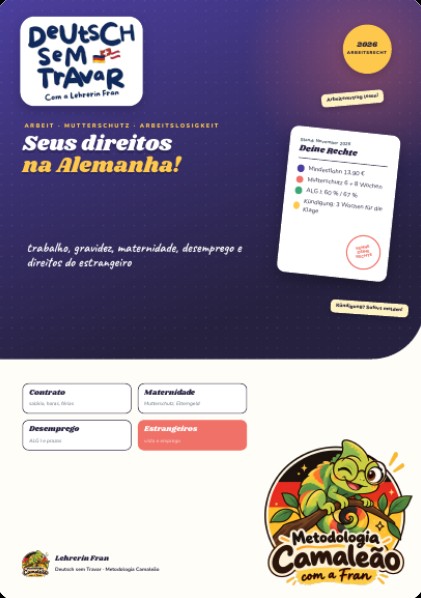 DEUTSCH
SEM
TRAVAR
Com a Lehrerin Fran
2026
ARBEITSRECHT
ARBEIT · MUTTERSCHUTZ · ARBEITSLOSIGKEIT
Seus direitos
na Alemanha!
trabalho, gravidez, maternidade, desemprego e
direitos do estrangeiro
Deine Rechte
Mindestlohn 13,90 €
Mutterschutz 6 + 8 Wochen
ALG I: 60 % / 67 %
Kündigung: 3 Wochen für die
Klage
Kündigung? Sofort melden!
Contrato
Maternidade
Mutterschutz, Elterngeld
Desemprego
Estrangeiros
Metodologia
Camaleão
com a Fran
Lehrerin Fran
Deutsch sem Travar · Metodologia Camaleão